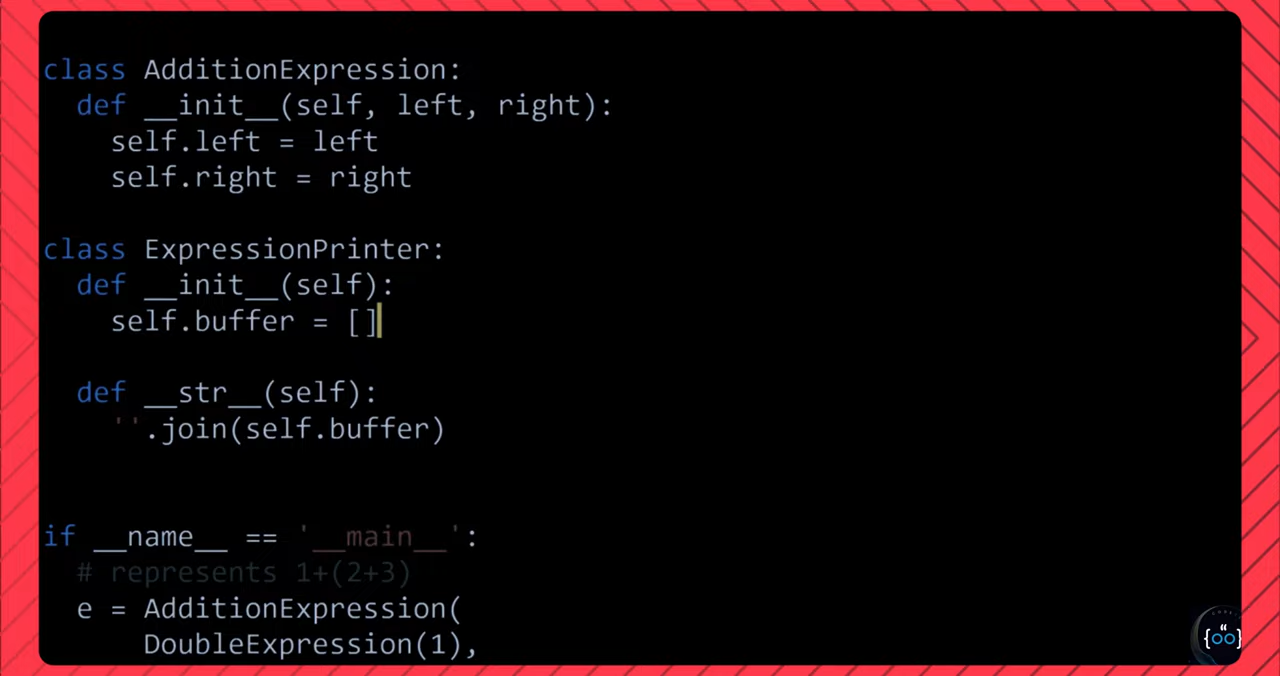 class AdditionExpression:
  def __init__(self, left, right):
    self.left = left
    self.right = right
class ExpressionPrinter:
  def __init__(self):
    self.buffer = []
  def __str__(self):
    ''.join(self.buffer)
if __name__ == '__main__':
  # represents 1+(2+3)
  e = AdditionExpression(
      DoubleExpression(1),